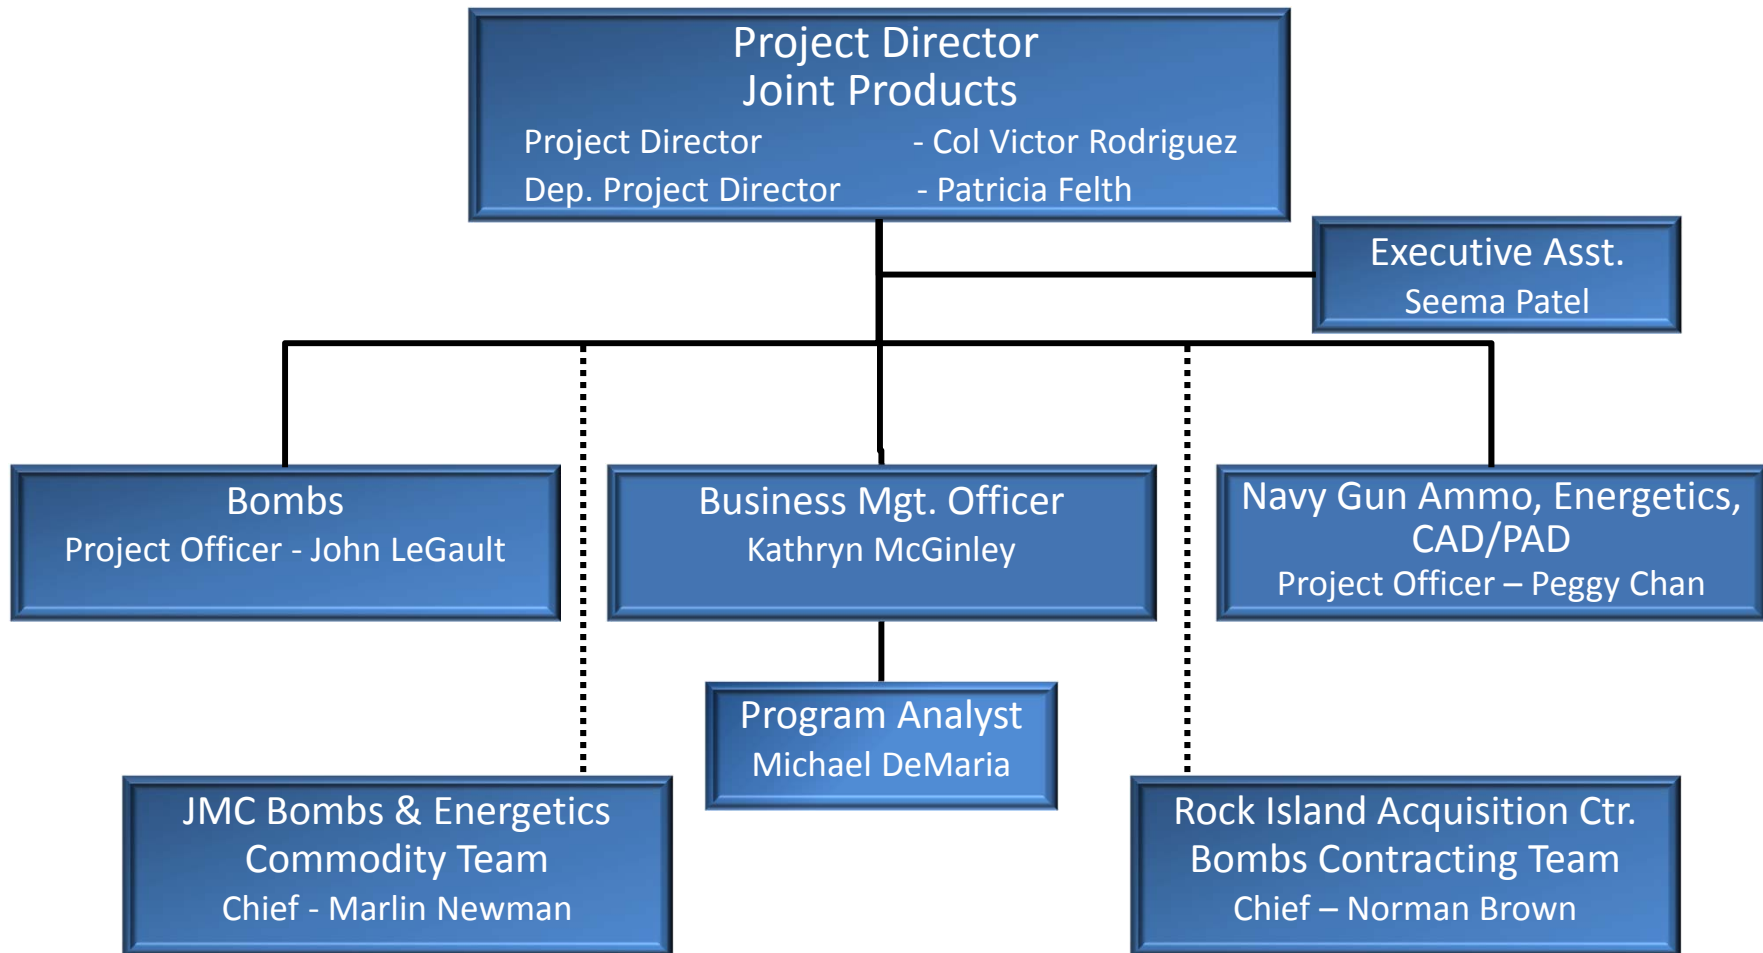 Project Director
Joint Products
Project Director - Col Victor Rodriguez
Dep. Project Director - Patricia Felth
Executive Asst.
Seema Patel
Bombs
Project Officer - John LeGault
Business Mgt. Officer
Kathryn McGinley
Navy Gun Ammo, Energetics,
CAD/PAD
Project Officer – Peggy Chan
Program Analyst
Michael DeMaria
JMC Bombs & Energetics
Commodity Team
Chief - Marlin Newman
Rock Island Acquisition Ctr.
Bombs Contracting Team
Chief – Norman Brown